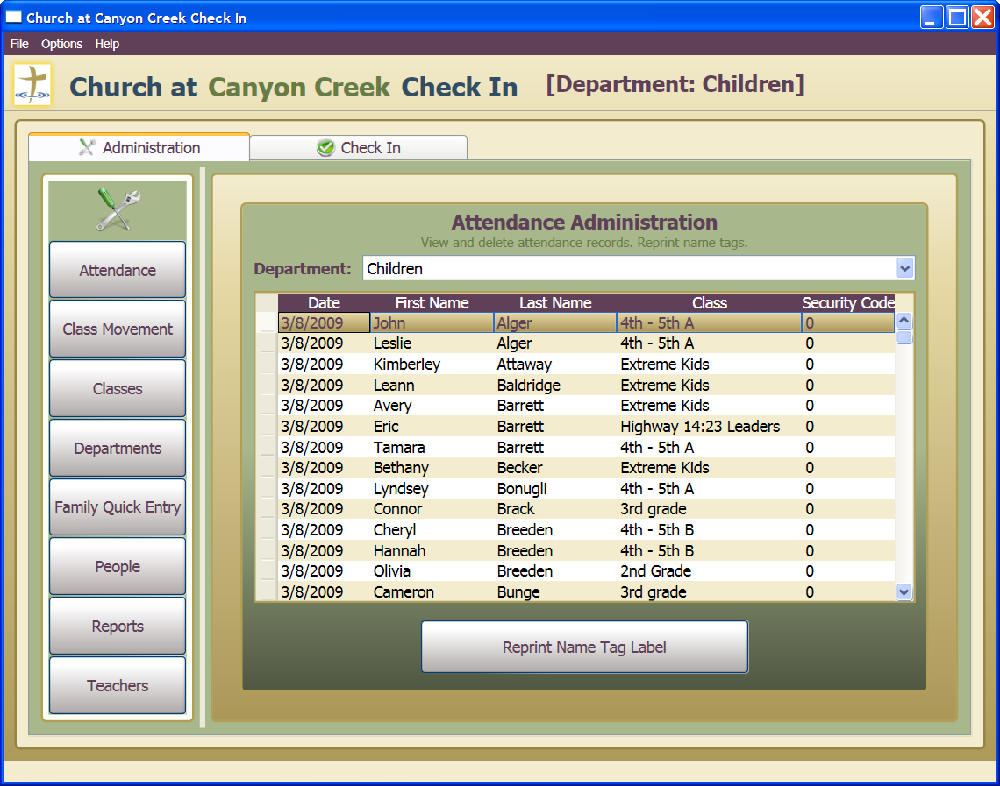 Church at Canyon Creek Check In
File Options Help
Church at Canyon Creek Check In [Department: Children]
Administration Check In
Attendance
Class Movement
Classes
Departments
Family Quick Entry
People
Reports
Teachers
Attendance Administration
View and delete attendance records. Reprint name tags.
Department: Children
Date First Name Last Name Class Security Code
3/8/2009 John Alger 4th - 5th A 0
3/8/2009 Leslie Alger 4th - 5th A 0
3/8/2009 Kimberley Attaway Extreme Kids 0
3/8/2009 Leann Baldridge Extreme Kids 0
3/8/2009 Avery Barrett Extreme Kids 0
3/8/2009 Eric Barrett Highway 14:23 Leaders 0
3/8/2009 Tamara Barrett 4th - 5th A 0
3/8/2009 Bethany Becker Extreme Kids 0
3/8/2009 Lyndsey Bonugli 4th - 5th A 0
3/8/2009 Connor Brack 3rd grade 0
3/8/2009 Cheryl Breeden 4th - 5th B 0
3/8/2009 Hannah Breeden 4th - 5th B 0
3/8/2009 Olivia Breeden 2nd Grade 0
3/8/2009 Cameron Bunge 3rd grade 0
Reprint Name Tag Label